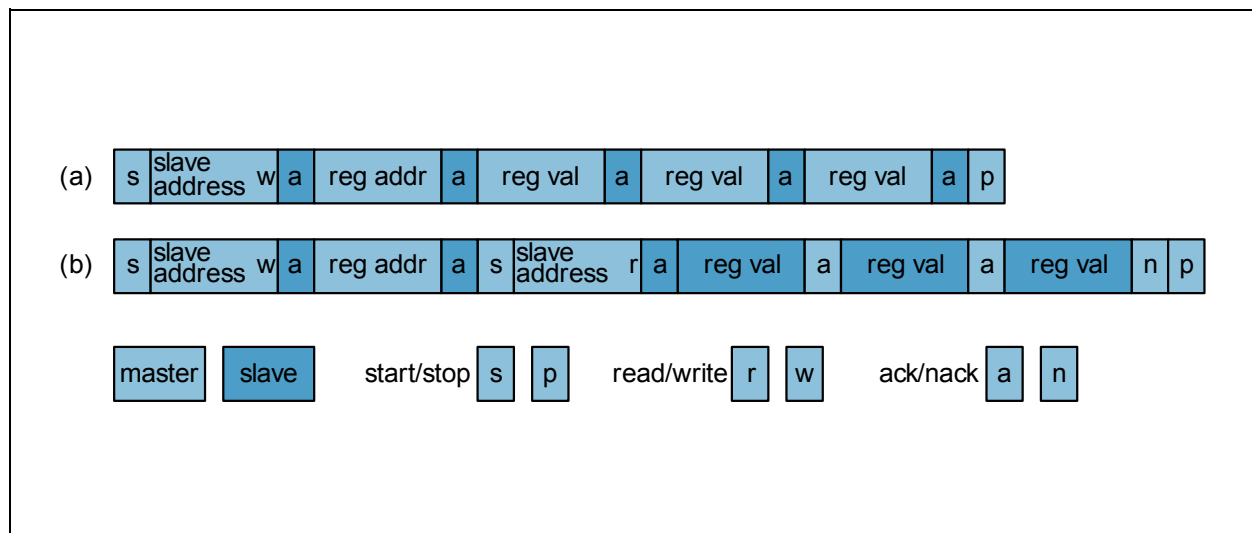 (a) s slave address w a reg addr a reg val a reg val a reg val a p
(b) s slave address w a reg addr a s slave address r a reg val a reg val a reg val n p
master slave start/stop s p read/write r w ack/nack a n